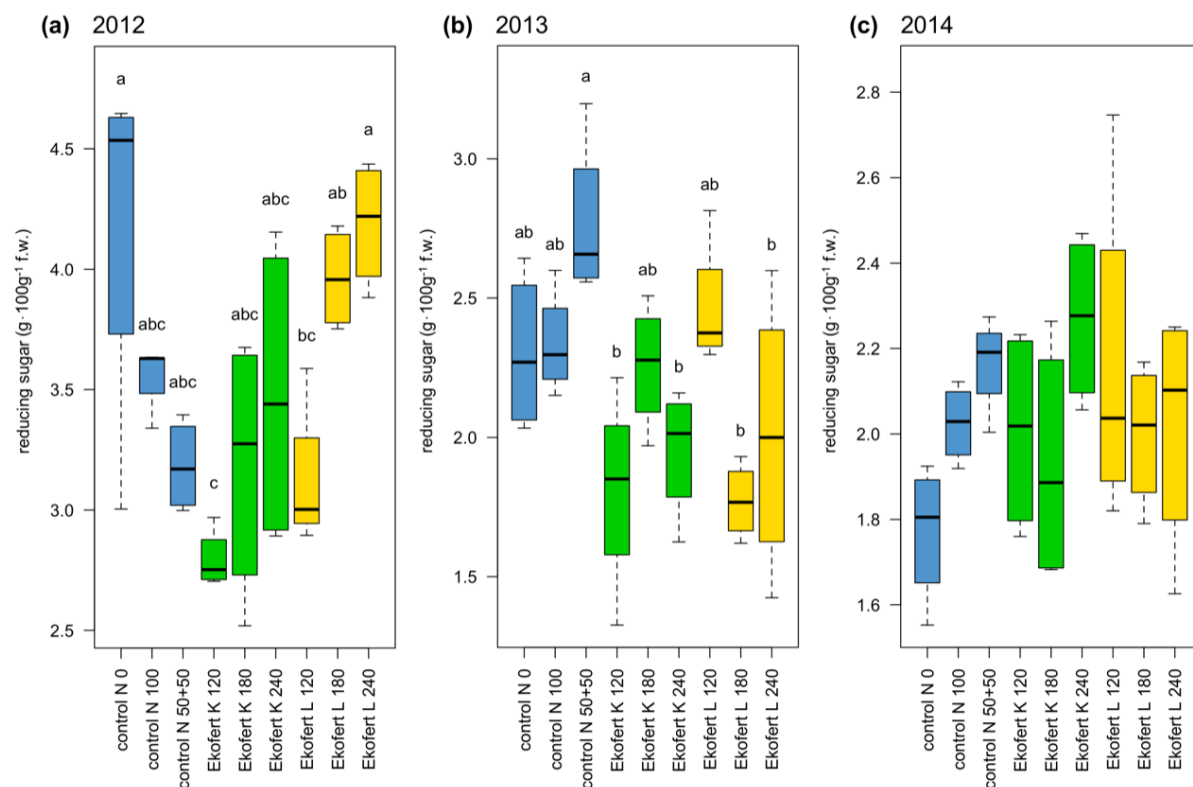 (a) 2012
reducing sugar (g·100g⁻¹ f.w.)
4.5
4.0
3.5
3.0
2.5
a
abc
abc
c
abc
abc
bc
ab
a
control N 0
control N 100
control N 50+50
Ekofert K 120
Ekofert K 180
Ekofert K 240
Ekofert L 120
Ekofert L 180
Ekofert L 240
(b) 2013
reducing sugar (g·100g⁻¹ f.w.)
3.0
2.5
2.0
1.5
ab
ab
a
b
ab
b
ab
b
b
control N 0
control N 100
control N 50+50
Ekofert K 120
Ekofert K 180
Ekofert K 240
Ekofert L 120
Ekofert L 180
Ekofert L 240
(c) 2014
reducing sugar (g·100g⁻¹ f.w.)
2.8
2.6
2.4
2.2
2.0
1.8
1.6
control N 0
control N 100
control N 50+50
Ekofert K 120
Ekofert K 180
Ekofert K 240
Ekofert L 120
Ekofert L 180
Ekofert L 240